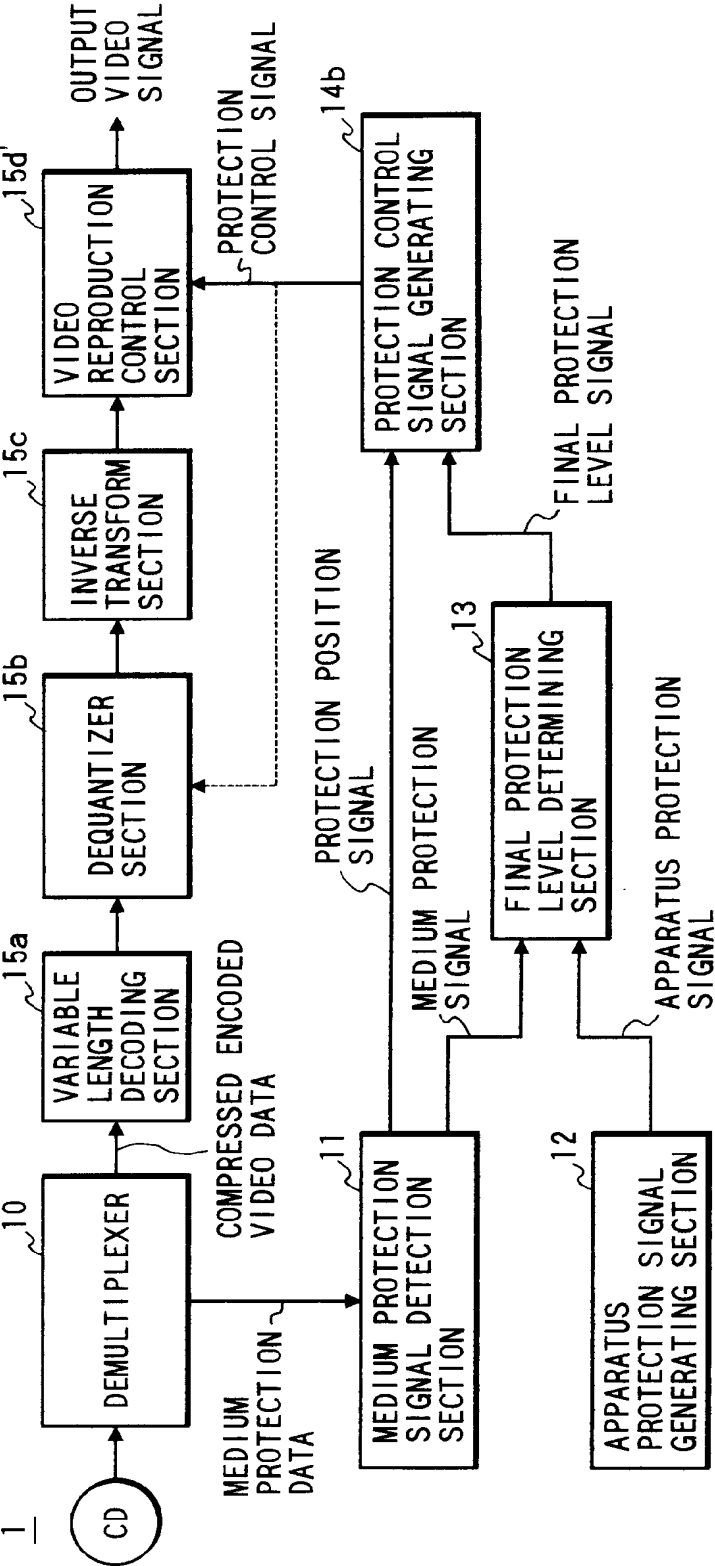 1
CD
10
DEMULTIPLEXER
COMPRESSED ENCODED
VIDEO DATA
15a
VARIABLE
LENGTH
DECODING
SECTION
15b
DEQUANTIZER
SECTION
15c
INVERSE
TRANSFORM
SECTION
15d'
VIDEO
REPRODUCTION
CONTROL
SECTION
OUTPUT
VIDEO
SIGNAL
PROTECTION
CONTROL SIGNAL
MEDIUM
PROTECTION
DATA
11
MEDIUM PROTECTION
SIGNAL DETECTION
SECTION
PROTECTION POSITION
SIGNAL
14b
PROTECTION CONTROL
SIGNAL GENERATING
SECTION
MEDIUM PROTECTION
SIGNAL
13
FINAL PROTECTION
LEVEL DETERMINING
SECTION
FINAL PROTECTION
LEVEL SIGNAL
12
APPARATUS
PROTECTION SIGNAL
GENERATING SECTION
APPARATUS PROTECTION
SIGNAL